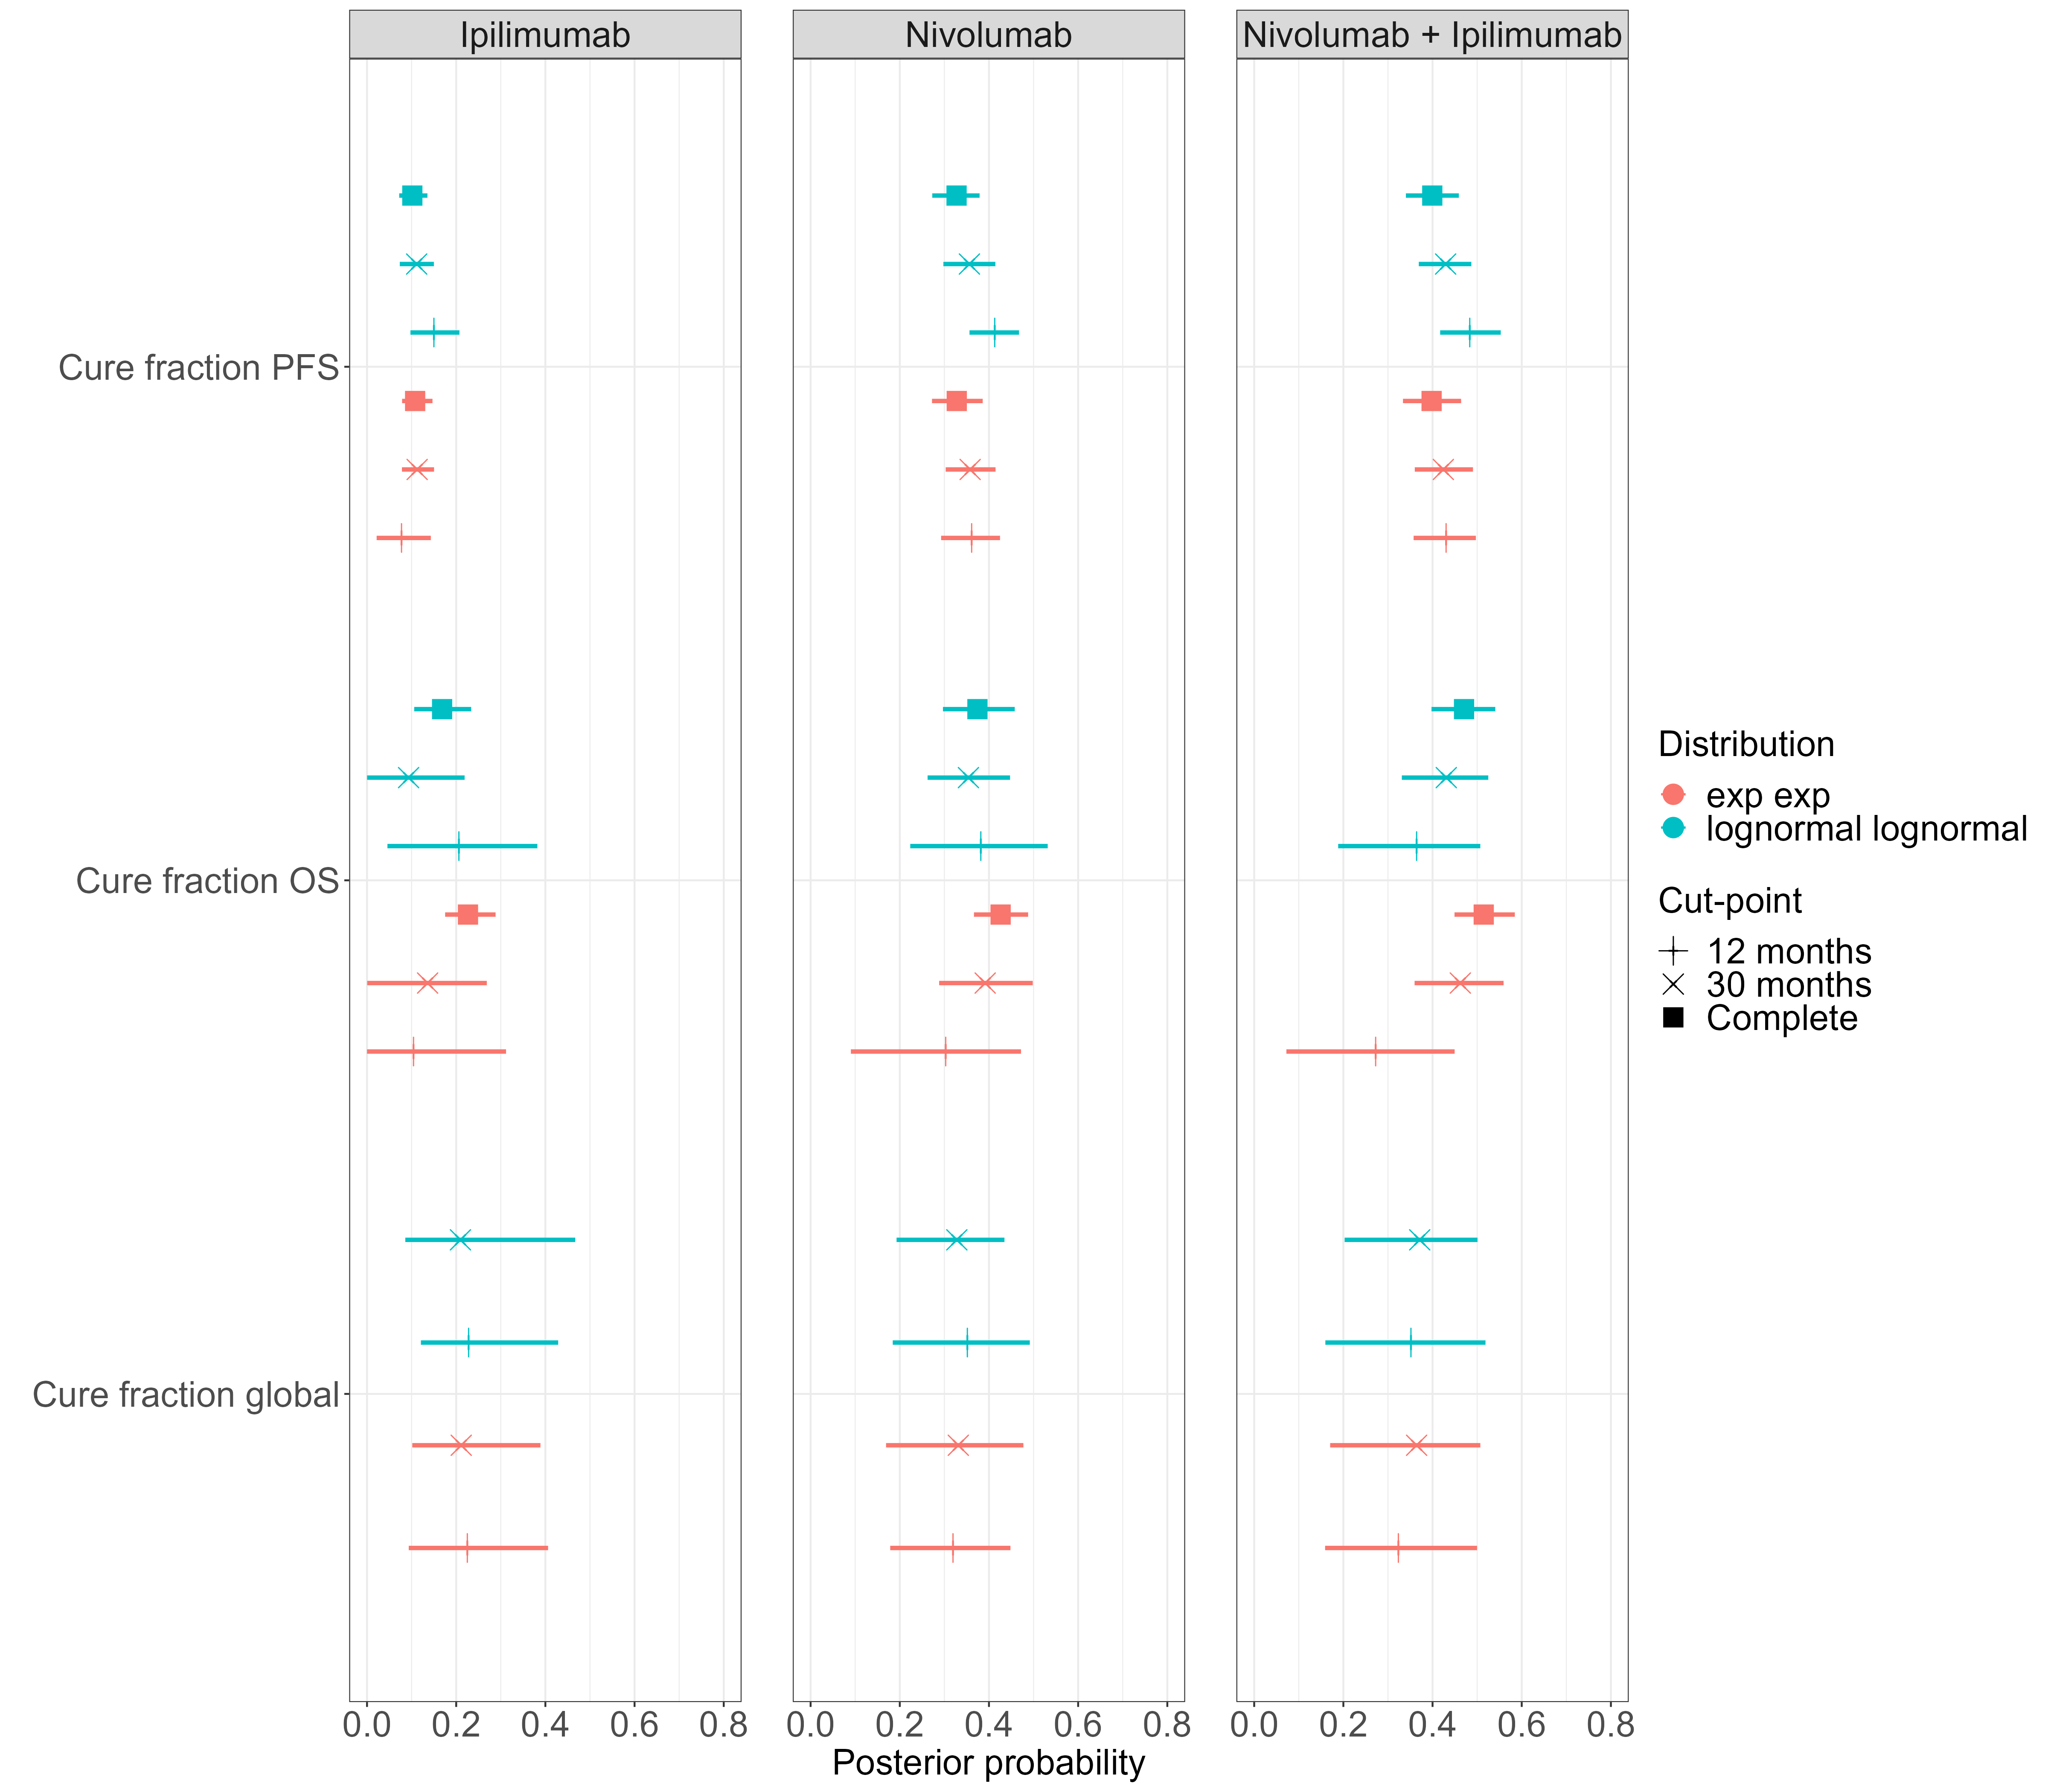 Ipilimumab
Nivolumab
Nivolumab + Ipilimumab
Cure fraction PFS
Cure fraction OS
Cure fraction global
0.0 0.2 0.4 0.6 0.8
0.0 0.2 0.4 0.6 0.8
0.0 0.2 0.4 0.6 0.8
Posterior probability
Distribution
exp exp
lognormal lognormal
Cut-point
12 months
30 months
Complete